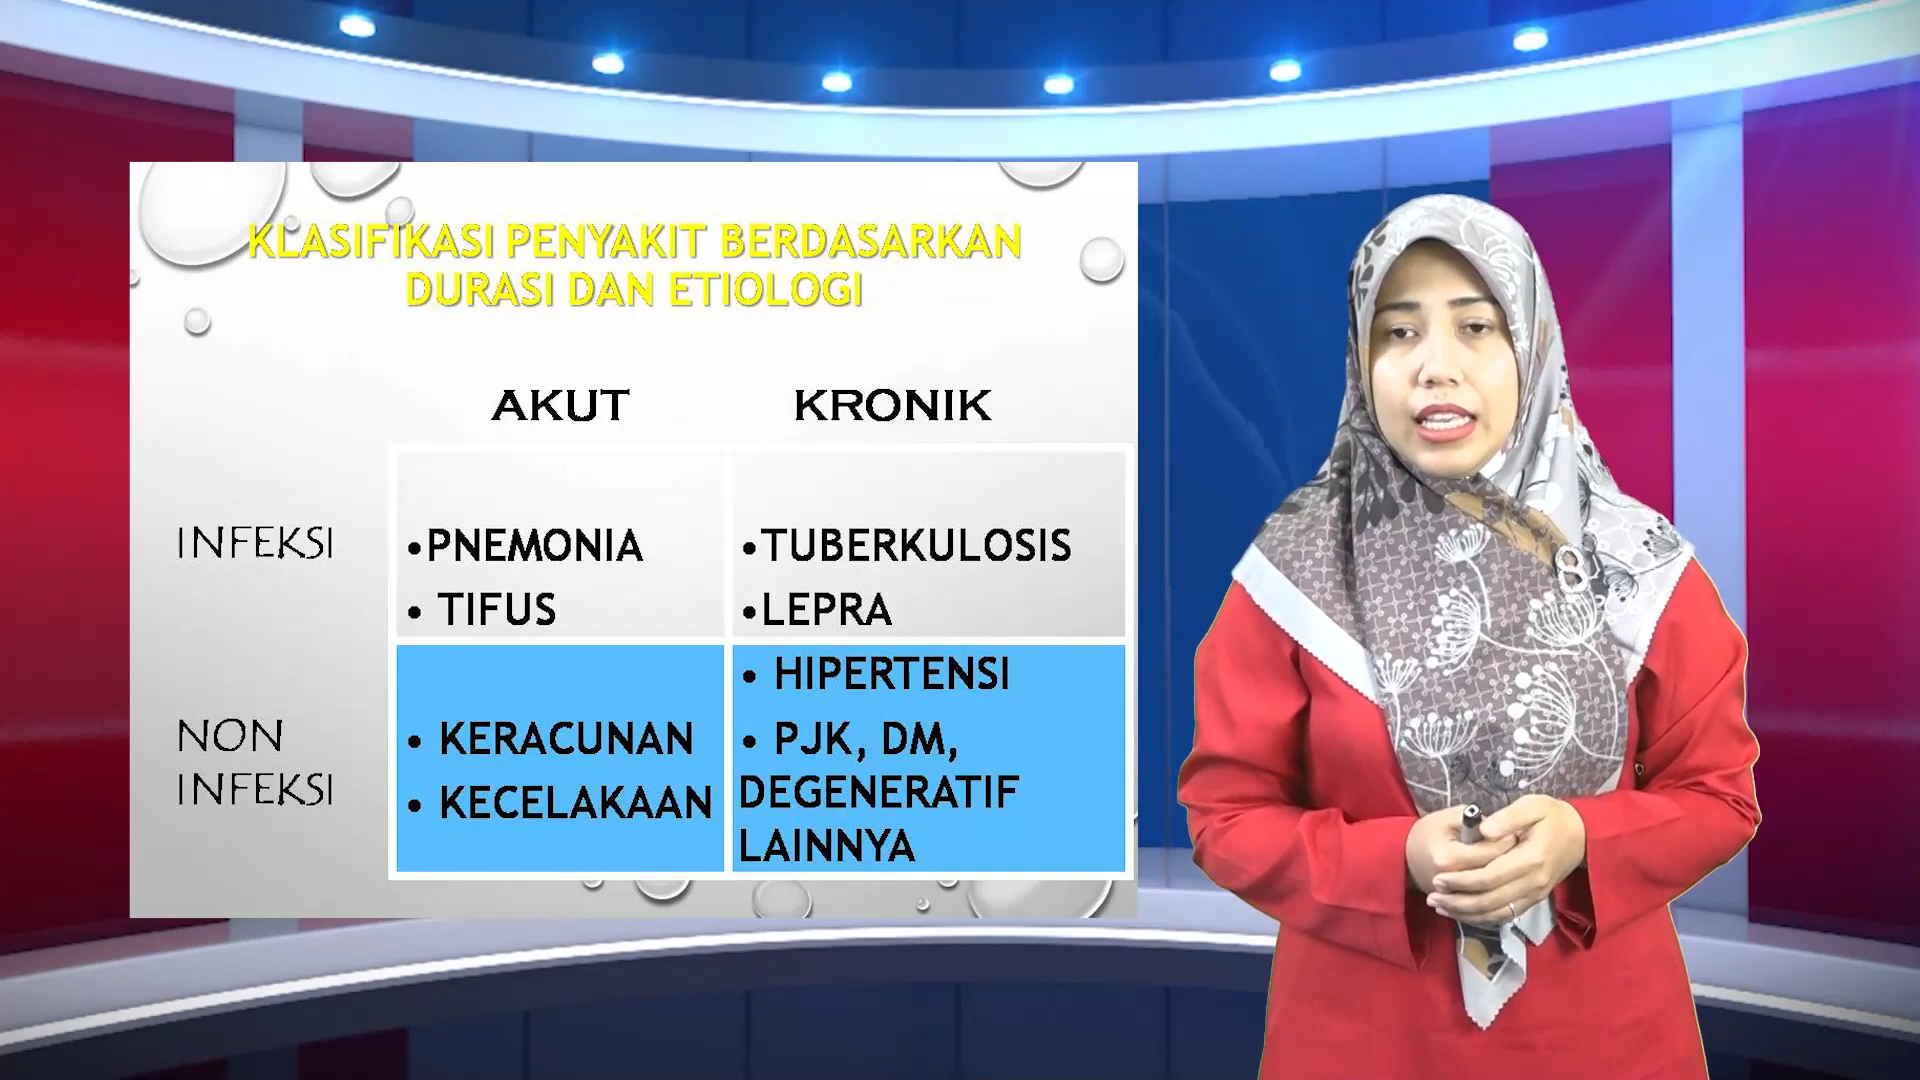 KLASIFIKASI PENYAKIT BERDASARKAN
DURASI DAN ETIOLOGI
AKUT KRONIK
INFEKSI
•PNEMONIA
• TIFUS
•TUBERKULOSIS
•LEPRA
NON
INFEKSI
• KERACUNAN
• KECELAKAAN
• HIPERTENSI
• PJK, DM,
DEGENERATIF
LAINNYA